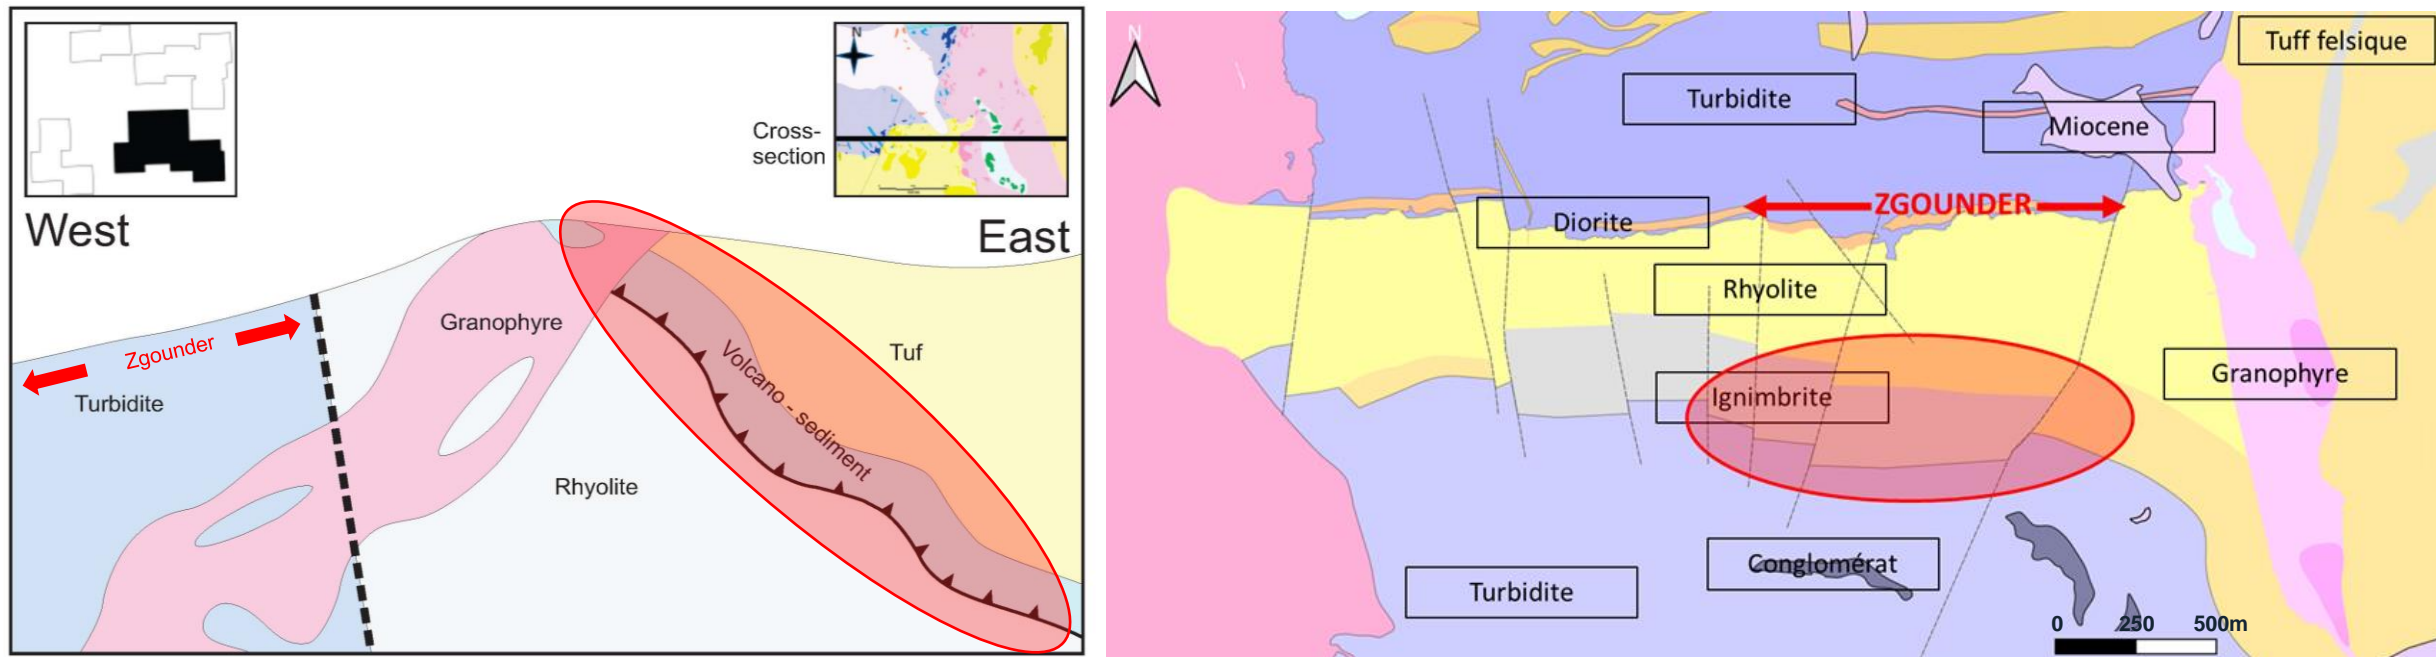 N
Cross-
section
West
East
Zgounder
Granophyre
Turbidite
Tuf
Volcano - sediment
Rhyolite
N
Tuff felsique
Turbidite
Miocene
ZGOUNDER
Diorite
Rhyolite
Granophyre
Ignimbrite
Conglomérat
Turbidite
0 250 500m